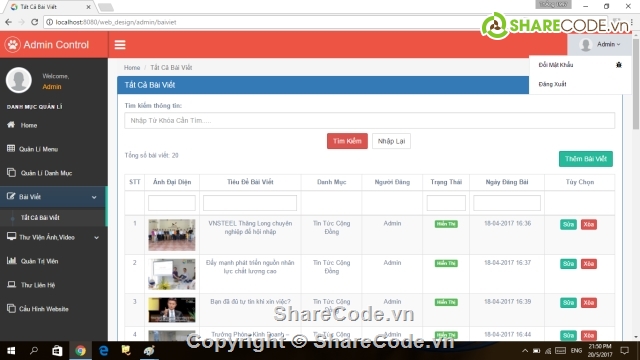 Tất Cả Bài Viết
localhost:8080/web_design/admin/baiviet
SHARECODE.vn
Admin Control
Admin
Đổi Mật Khẩu
Đăng Xuất
Welcome,
Admin
DANH MỤC QUẢN LÍ
Home
Quản Lí Menu
Quản Lí Danh Mục
Bài Viết
Tất Cả Bài Viết
Thư Viện Ảnh,Video
Quản Trị Viên
Thư Liên Hệ
Cấu Hình Website
Home / Tất Cả Bài Viết
Tất Cả Bài Viết
Tìm kiếm thông tin:
Nhập Từ Khóa Cần Tìm.....
Tìm Kiếm Nhập Lại
Tổng số bài viết: 20
Thêm Bài Viết
STT Ảnh Đại Diện Tiêu Đề Bài Viết Danh Mục Người Đăng Trạng Thái Ngày Đăng Bài Tùy Chọn
1 VNSTEEL Thăng Long chuyên nghiệp để hội nhập Tin Tức Cộng Đồng Admin Hiển Thị 18-04-2017 16:36 Sửa Xóa
2 Đẩy mạnh phát triển nguồn nhân lực chất lượng cao Tin Tức Cộng Đồng Admin Hiển Thị 18-04-2017 16:37 Sửa Xóa
3 Bạn đã đủ tự tin khi xin việc? Tin Tức Cộng Đồng Admin Hiển Thị 18-04-2017 16:39 Sửa Xóa
4 Trưởng Phòng Kinh Doanh – Tin Tức Cộng Admin Hiển Thị 18-04-2017 16:44 Sửa Xóa
ShareCode.vn
Copyright © ShareCode.vn
ENG
21:50 PM
20/5/2017